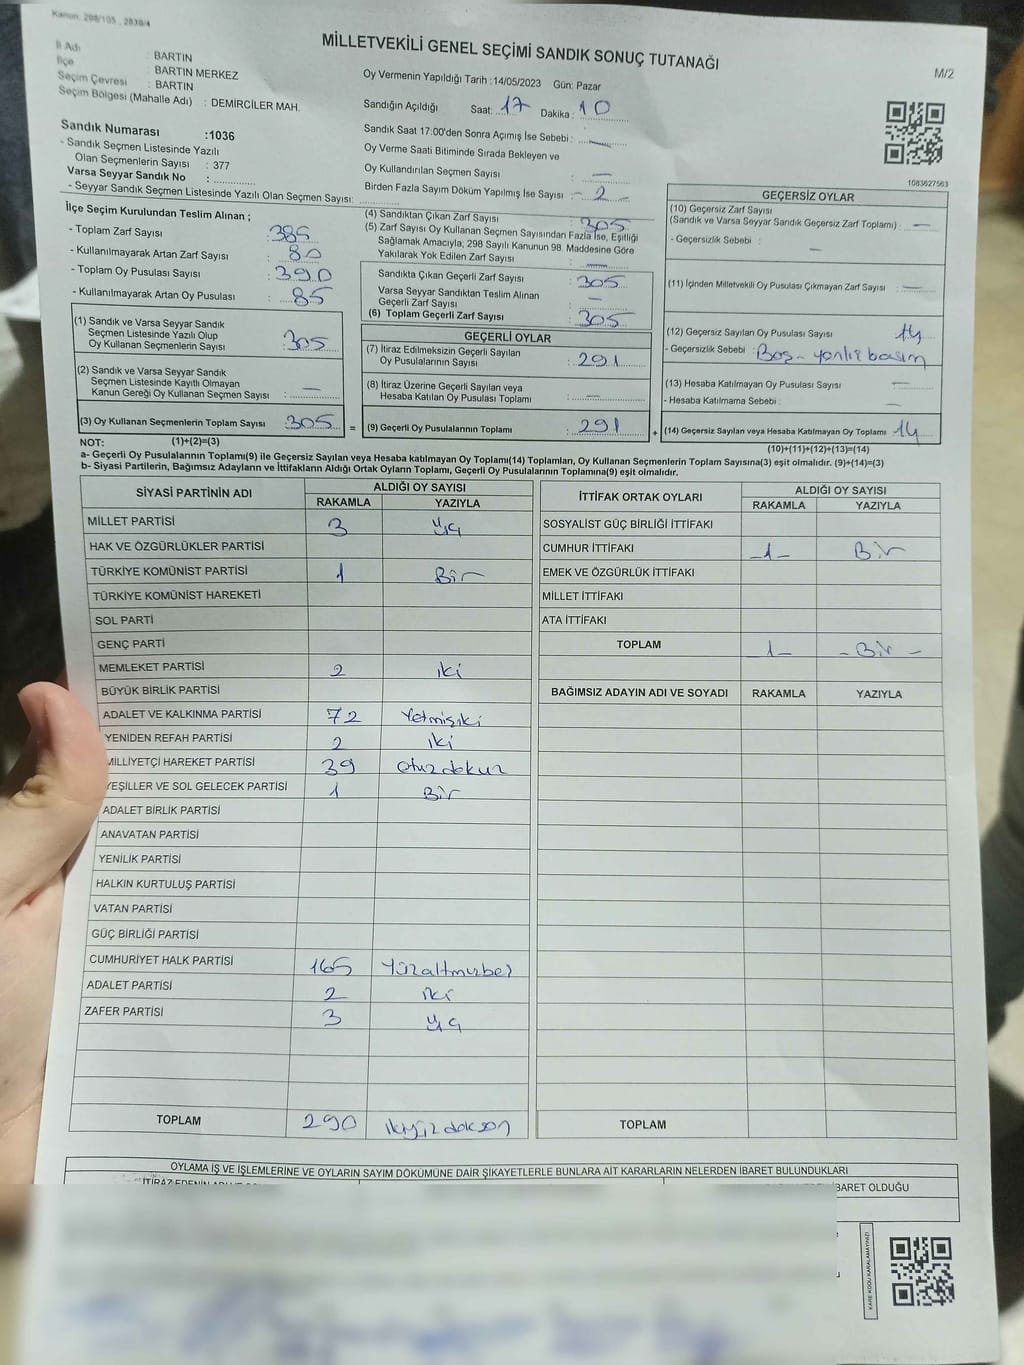 Kanun: 298/105 , 2839/4
MİLLETVEKİLİ GENEL SEÇİMİ SANDIK SONUÇ TUTANAĞI
M/2
İl Adı : BARTIN
İlçe : BARTIN MERKEZ
Seçim Çevresi : BARTIN
Seçim Bölgesi (Mahalle Adı) : DEMİRCİLER MAH.
Oy Vermenin Yapıldığı Tarih :14/05/2023 Gün: Pazar
Sandığın Açıldığı Saat: 17 Dakika : 10
Sandık Saat 17:00'den Sonra Açımış İse Sebebi : —
Oy Verme Saati Bitiminde Sırada Bekleyen ve
Oy Kullandırılan Seçmen Sayısı —
Birden Fazla Sayım Döküm Yapılmış İse Sayısı - 2
Sandık Numarası :1036
- Sandık Seçmen Listesinde Yazılı
Olan Seçmenlerin Sayısı : 377
Varsa Seyyar Sandık No :
- Seyyar Sandık Seçmen Listesinde Yazılı Olan Seçmen Sayısı:
1083627563
İlçe Seçim Kurulundan Teslim Alınan ;
- Toplam Zarf Sayısı : 385
- Kullanılmayarak Artan Zarf Sayısı : 80
- Toplam Oy Pusulası Sayısı : 390
- Kullanılmayarak Artan Oy Pusulası : 85
(1) Sandık ve Varsa Seyyar Sandık
Seçmen Listesinde Yazılı Olup
Oy Kullanan Seçmenlerin Sayısı : 305
(2) Sandık ve Varsa Seyyar Sandık
Seçmen Listesinde Kayıtlı Olmayan
Kanun Gereği Oy Kullanan Seçmen Sayısı : —
(3) Oy Kullanan Seçmenlerin Toplam Sayısı : 305 =
(4) Sandıktan Çıkan Zarf Sayısı : 305
(5) Zarf Sayısı Oy Kullanan Seçmen Sayısından Fazla İse, Eşitliği
Sağlamak Amacıyla, 298 Sayılı Kanunun 98. Maddesine Göre
Yakılarak Yok Edilen Zarf Sayısı : —
Sandıkta Çıkan Geçerli Zarf Sayısı : 305
Varsa Seyyar Sandıktan Teslim Alınan
Geçerli Zarf Sayısı : —
(6) Toplam Geçerli Zarf Sayısı : 305
GEÇERLİ OYLAR
(7) İtiraz Edilmeksizin Geçerli Sayılan
Oy Pusulalarının Sayısı : 291
(8) İtiraz Üzerine Geçerli Sayılan veya
Hesaba Katılan Oy Pusulası Toplamı : —
(9) Geçerli Oy Pusulalarının Toplamı : 291 +
GEÇERSİZ OYLAR
(10) Geçersiz Zarf Sayısı
(Sandık ve Varsa Seyyar Sandık Geçersiz Zarf Toplamı) : —
- Geçersizlik Sebebi : —
(11) İçinden Milletvekili Oy Pusulası Çıkmayan Zarf Sayısı : —
(12) Geçersiz Sayılan Oy Pusulası Sayısı : 14
- Geçersizlik Sebebi : Boş - yanlış basım
(13) Hesaba Katılmayan Oy Pusulası Sayısı : —
- Hesaba Katılmama Sebebi : —
(14) Geçersiz Sayılan veya Hesaba Katılmayan Oy Toplamı : 14
NOT: (1)+(2)=(3)
(10)+(11)+(12)+(13)=(14)
a- Geçerli Oy Pusulalarının Toplamı(9) ile Geçersiz Sayılan veya Hesaba katılmayan Oy Toplamı(14) Toplamları, Oy Kullanan Seçmenlerin Toplam Sayısına(3) eşit olmalıdır. (9)+(14)=(3)
b- Siyasi Partilerin, Bağımsız Adayların ve İttifakların Aldığı Ortak Oyların Toplamı, Geçerli Oy Pusulalarının Toplamına(9) eşit olmalıdır.
SİYASİ PARTİNİN ADI ALDIĞI OY SAYISI
RAKAMLA YAZIYLA
MİLLET PARTİSİ 3 üç
HAK VE ÖZGÜRLÜKLER PARTİSİ
TÜRKİYE KOMÜNİST PARTİSİ 1 Bir
TÜRKİYE KOMÜNİST HAREKETİ
SOL PARTİ
GENÇ PARTİ
MEMLEKET PARTİSİ 2 iki
BÜYÜK BİRLİK PARTİSİ
ADALET VE KALKINMA PARTİSİ 72 Yetmişiki
YENİDEN REFAH PARTİSİ 2 iki
MİLLİYETÇİ HAREKET PARTİSİ 39 otuzdokuz
YEŞİLLER VE SOL GELECEK PARTİSİ 1 Bir
ADALET BİRLİK PARTİSİ
ANAVATAN PARTİSİ
YENİLİK PARTİSİ
HALKIN KURTULUŞ PARTİSİ
VATAN PARTİSİ
GÜÇ BİRLİĞİ PARTİSİ
CUMHURİYET HALK PARTİSİ 165 Yüzaltmışbeş
ADALET PARTİSİ 2 iki
ZAFER PARTİSİ 3 üç
TOPLAM 290 ikiyüzdoksan
İTTİFAK ORTAK OYLARI ALDIĞI OY SAYISI
RAKAMLA YAZIYLA
SOSYALİST GÜÇ BİRLİĞİ İTTİFAKI
CUMHUR İTTİFAKI -1- Bir
EMEK VE ÖZGÜRLÜK İTTİFAKI
MİLLET İTTİFAKI
ATA İTTİFAKI
TOPLAM -1- - Bir -
BAĞIMSIZ ADAYIN ADI VE SOYADI RAKAMLA YAZIYLA
TOPLAM
OYLAMA İŞ VE İŞLEMLERİNE VE OYLARIN SAYIM DÖKÜMÜNE DAİR ŞİKAYETLERLE BUNLARA AİT KARARLARIN NELERDEN İBARET BULUNDUKLARI
İTİRAZ EDENİN
İBARET OLDUĞU
KARE KODU KARALAMAYINIZ!